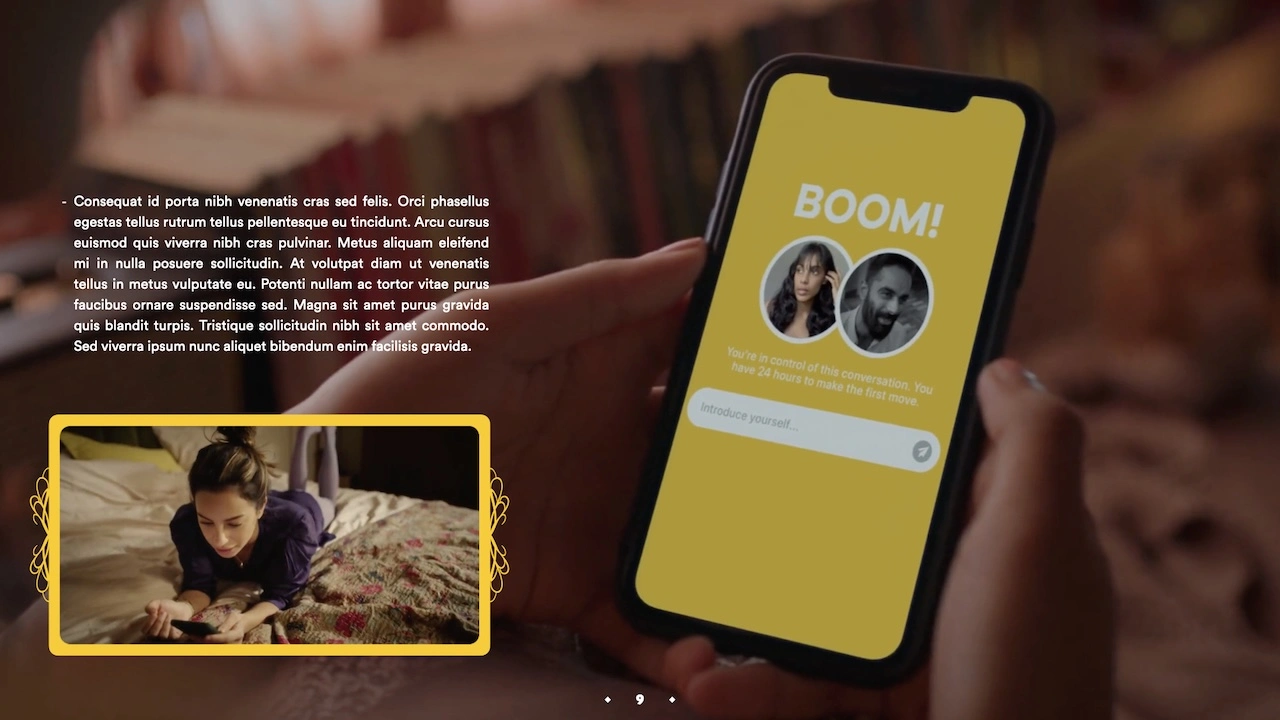 - Consequat id porta nibh venenatis cras sed felis. Orci phasellus
egestas tellus rutrum tellus pellentesque eu tincidunt. Arcu cursus
euismod quis viverra nibh cras pulvinar. Metus aliquam eleifend
mi in nulla posuere sollicitudin. At volutpat diam ut venenatis
tellus in metus vulputate eu. Potenti nullam ac tortor vitae purus
faucibus ornare suspendisse sed. Magna sit amet purus gravida
quis blandit turpis. Tristique sollicitudin nibh sit amet commodo.
Sed viverra ipsum nunc aliquet bibendum enim facilisis gravida.
BOOM!
You're in control of this conversation. You
have 24 hours to make the first move.
Introduce yourself...
9